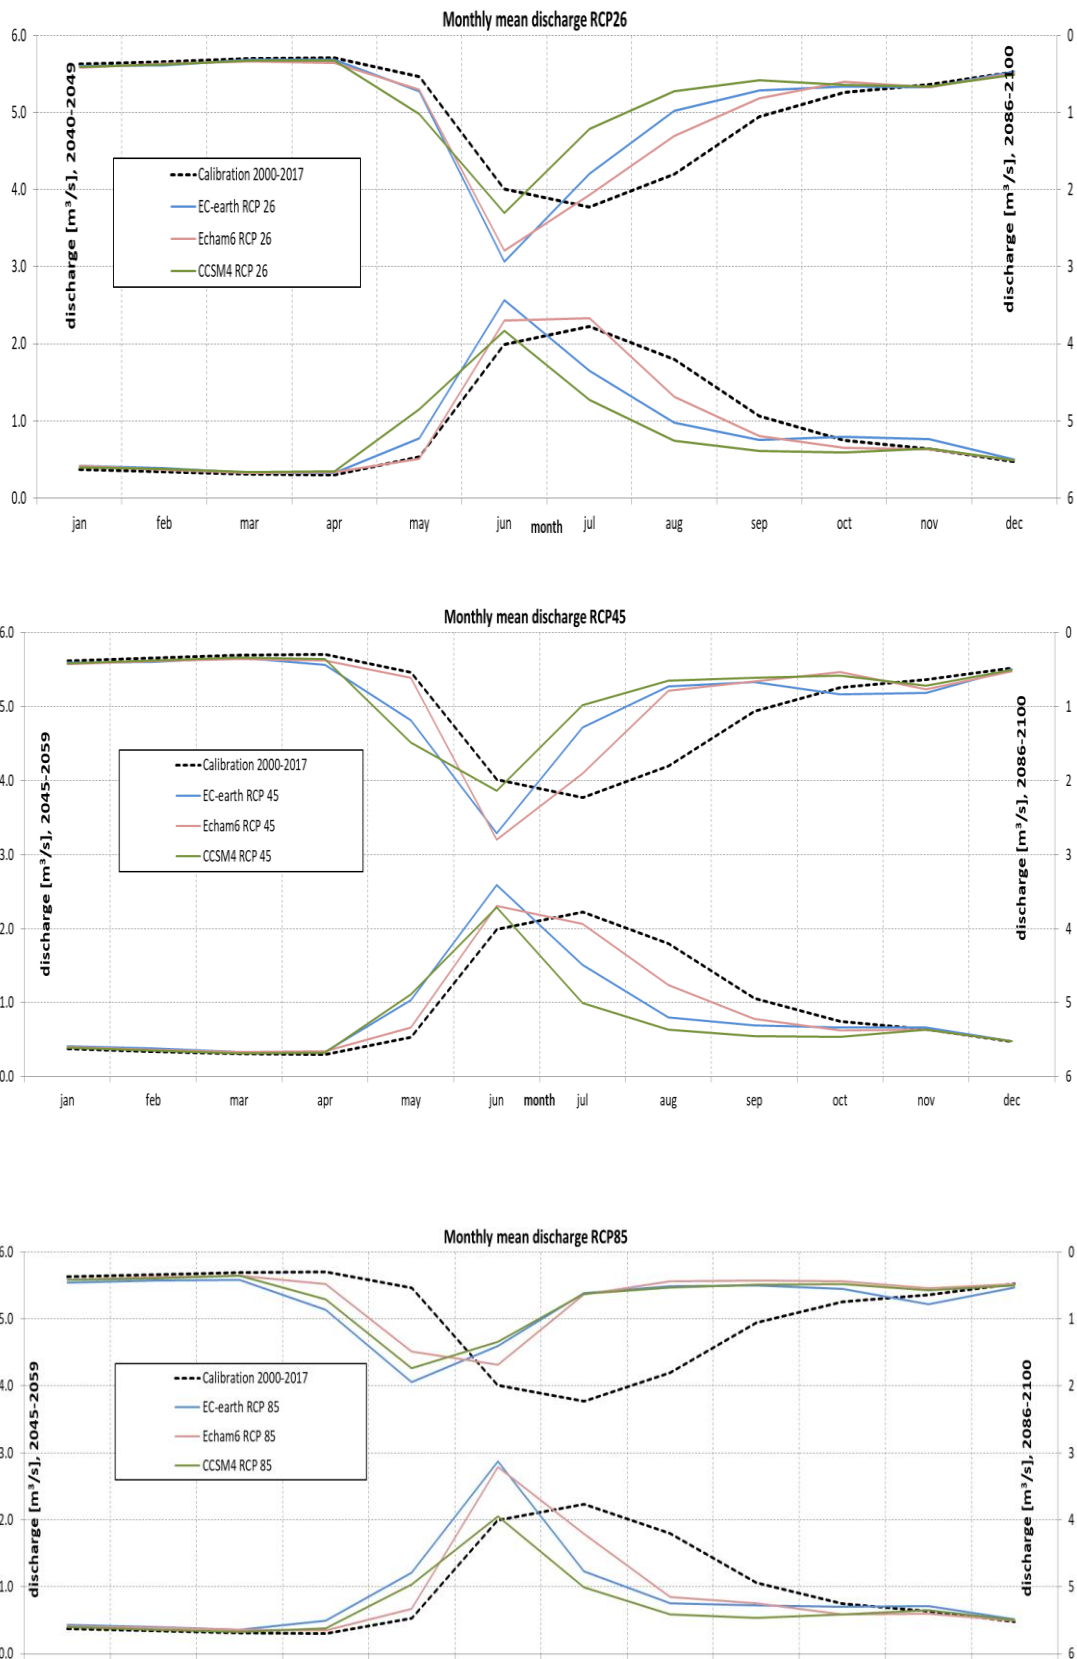 Monthly mean discharge RCP26
6.0
5.0
4.0
3.0
2.0
1.0
0.0
0
1
2
3
4
5
6
discharge [m³/s], 2040-2049
discharge [m³/s], 2086-2100
Calibration 2000-2017
EC-earth RCP 26
Echam6 RCP 26
CCSM4 RCP 26
jan feb mar apr may jun jul aug sep oct nov dec
month
Monthly mean discharge RCP45
6.0
5.0
4.0
3.0
2.0
1.0
0.0
0
1
2
3
4
5
6
discharge [m³/s], 2045-2059
discharge [m³/s], 2086-2100
Calibration 2000-2017
EC-earth RCP 45
Echam6 RCP 45
CCSM4 RCP 45
jan feb mar apr may jun jul aug sep oct nov dec
month
Monthly mean discharge RCP85
6.0
5.0
4.0
3.0
2.0
1.0
0.0
0
1
2
3
4
5
6
discharge [m³/s], 2045-2059
discharge [m³/s], 2086-2100
Calibration 2000-2017
EC-earth RCP 85
Echam6 RCP 85
CCSM4 RCP 85